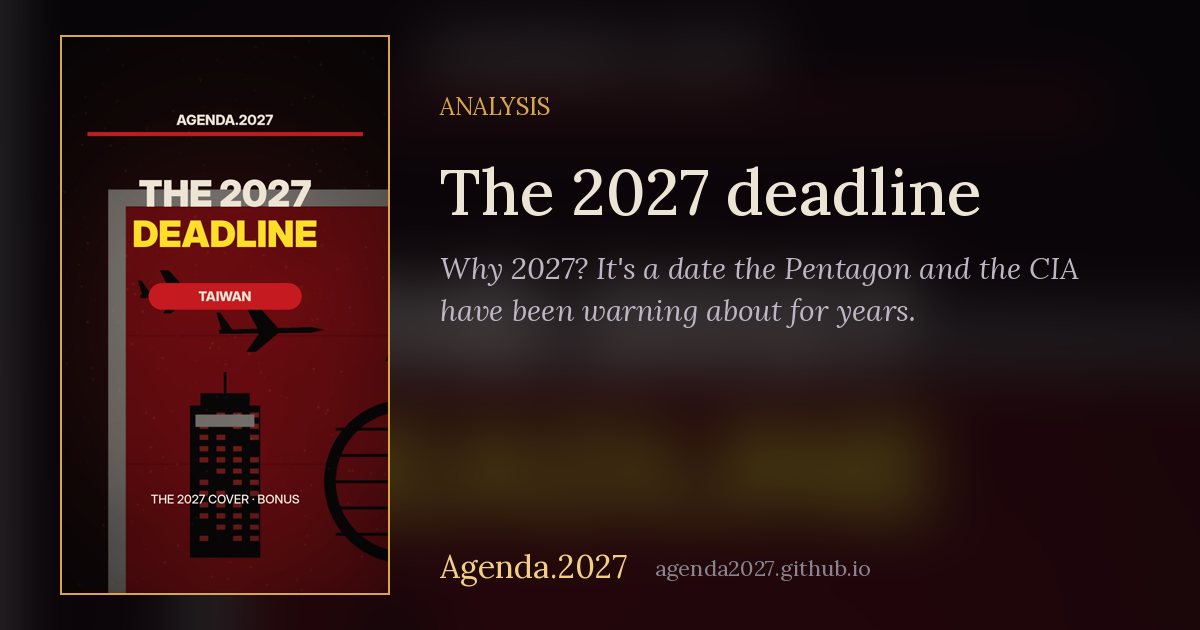 AGENDA.2027
THE 2027
DEADLINE
TAIWAN
THE 2027 COVER · BONUS
ANALYSIS
The 2027 deadline
Why 2027? It's a date the Pentagon and the CIA
have been warning about for years.
Agenda.2027 agenda2027.github.io